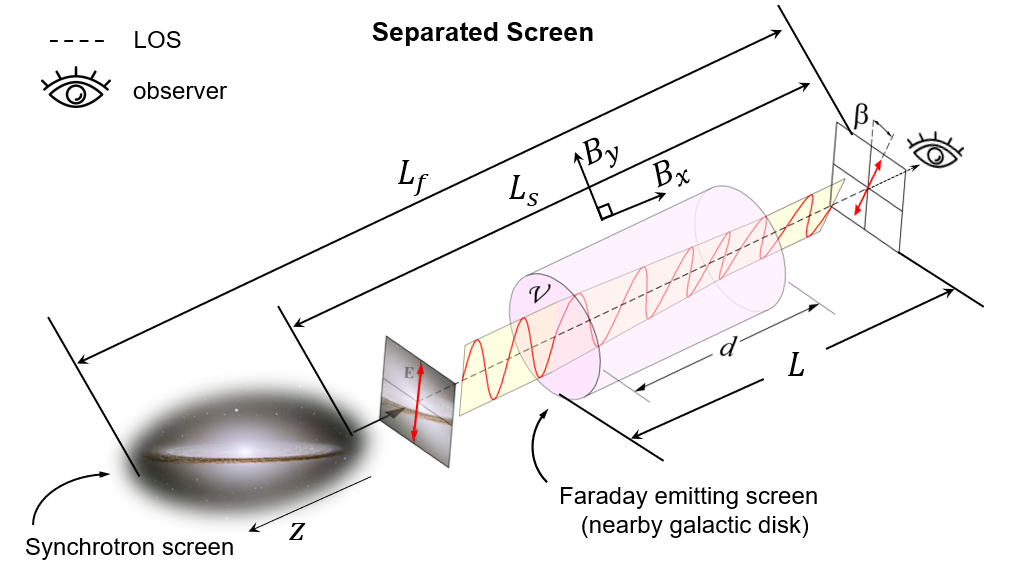 Separated Screen
LOS
observer
L_f
L_s
B_y
B_x
β
𝒱
E
d
L
z
Synchrotron screen
Faraday emitting screen
(nearby galactic disk)